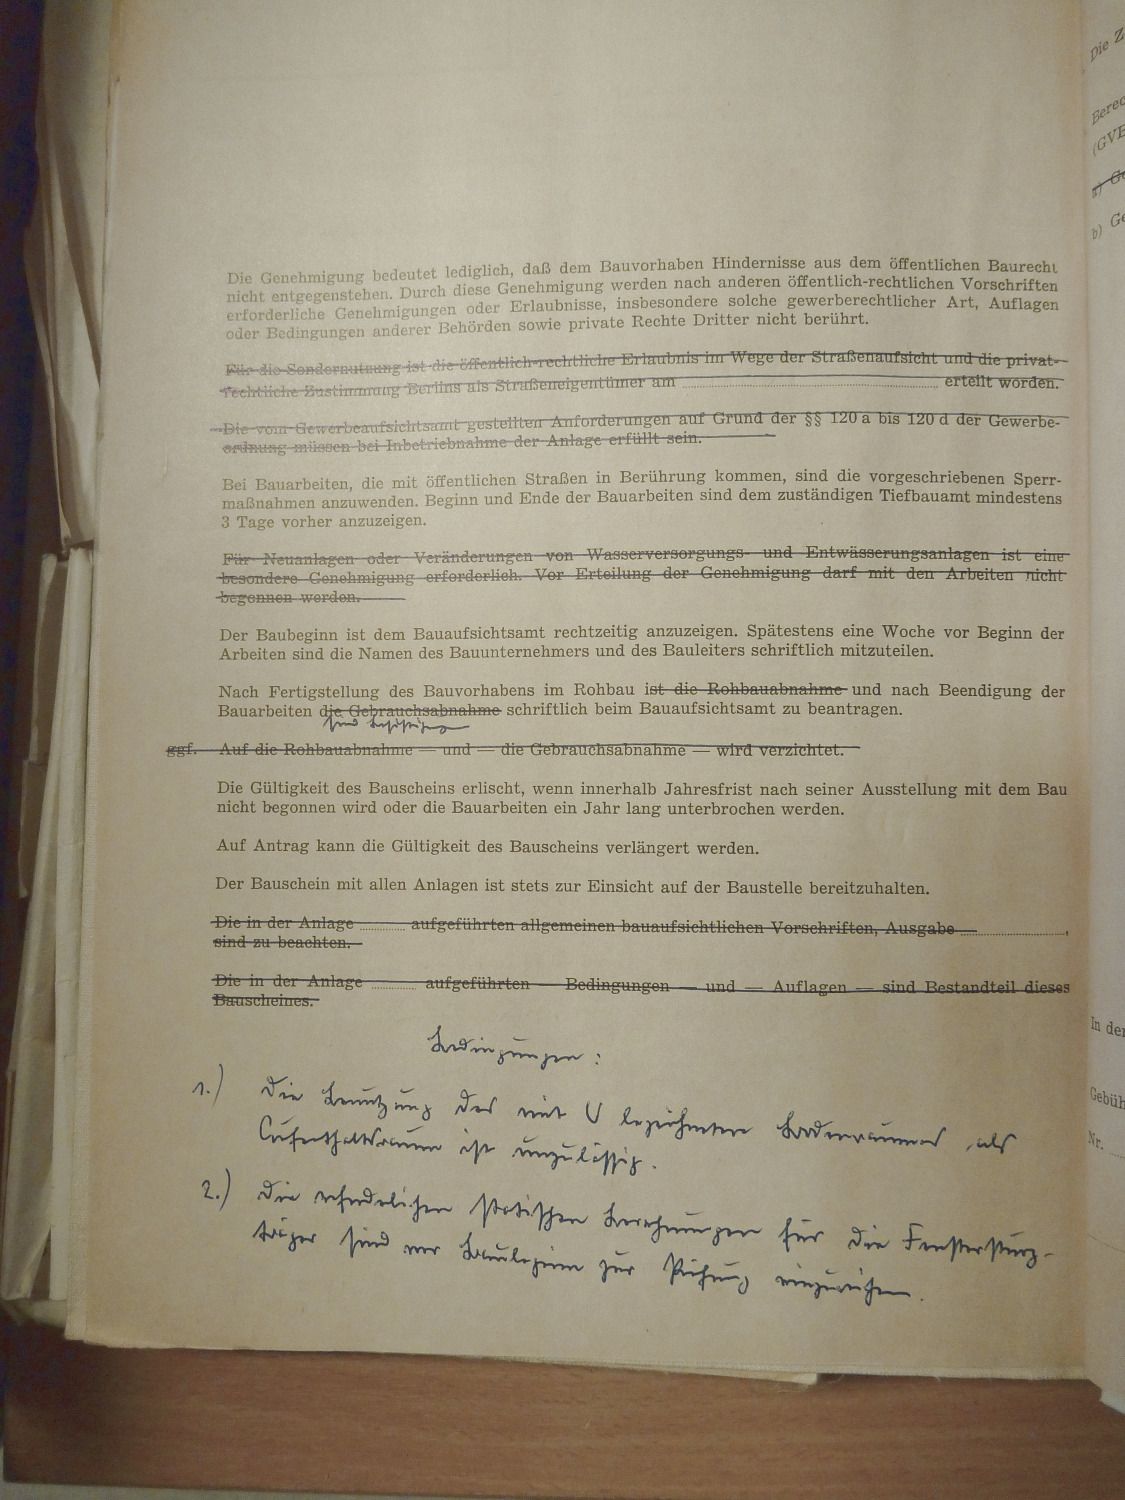 Die Genehmigung bedeutet lediglich, daß dem Bauvorhaben Hindernisse aus dem öffentlichen Baurecht
nicht entgegenstehen. Durch diese Genehmigung werden nach anderen öffentlich-rechtlichen Vorschriften
erforderliche Genehmigungen oder Erlaubnisse, insbesondere solche gewerberechtlicher Art, Auflagen
oder Bedingungen anderer Behörden sowie private Rechte Dritter nicht berührt.
Für die Sondernutzung ist die öffentlich-rechtliche Erlaubnis im Wege der Straßenaufsicht und die privat-
rechtliche Zustimmung Berlins als Straßeneigentümer am ........ erteilt worden.
Die vom Gewerbeaufsichtsamt gestellten Anforderungen auf Grund der §§ 120 a bis 120 d der Gewerbe-
ordnung müssen bei Inbetriebnahme der Anlage erfüllt sein.
Bei Bauarbeiten, die mit öffentlichen Straßen in Berührung kommen, sind die vorgeschriebenen Sperr-
maßnahmen anzuwenden. Beginn und Ende der Bauarbeiten sind dem zuständigen Tiefbauamt mindestens
3 Tage vorher anzuzeigen.
Für Neuanlagen oder Veränderungen von Wasserversorgungs- und Entwässerungsanlagen ist eine
besondere Genehmigung erforderlich. Vor Erteilung der Genehmigung darf mit den Arbeiten nicht
begonnen werden.
Der Baubeginn ist dem Bauaufsichtsamt rechtzeitig anzuzeigen. Spätestens eine Woche vor Beginn der
Arbeiten sind die Namen des Bauunternehmers und des Bauleiters schriftlich mitzuteilen.
Nach Fertigstellung des Bauvorhabens im Rohbau ist die Rohbauabnahme und nach Beendigung der
Bauarbeiten die Gebrauchsabnahme schriftlich beim Bauaufsichtsamt zu beantragen.
ggf. Auf die Rohbauabnahme — und — die Gebrauchsabnahme — wird verzichtet.
Die Gültigkeit des Bauscheins erlischt, wenn innerhalb Jahresfrist nach seiner Ausstellung mit dem Bau
nicht begonnen wird oder die Bauarbeiten ein Jahr lang unterbrochen werden.
Auf Antrag kann die Gültigkeit des Bauscheins verlängert werden.
Der Bauschein mit allen Anlagen ist stets zur Einsicht auf der Baustelle bereitzuhalten.
Die in der Anlage ........ aufgeführten allgemeinen bauaufsichtlichen Vorschriften, Ausgabe ........,
sind zu beachten.
Die in der Anlage ........ aufgeführten — Bedingungen — und — Auflagen — sind Bestandteil dieses
Bauscheines.
Bedingungen:
1.) Die Benutzung des mit U bezeichneten Bodenraumes als
Aufenthaltsraum ist unzulässig.
2.) Die erforderlichen statischen Berechnungen für die Fenstersturz-
träger sind vor Baubeginn zur Prüfung einzureichen.
Die
(GVB
b) Ge
In der
Gebüh
Nr.